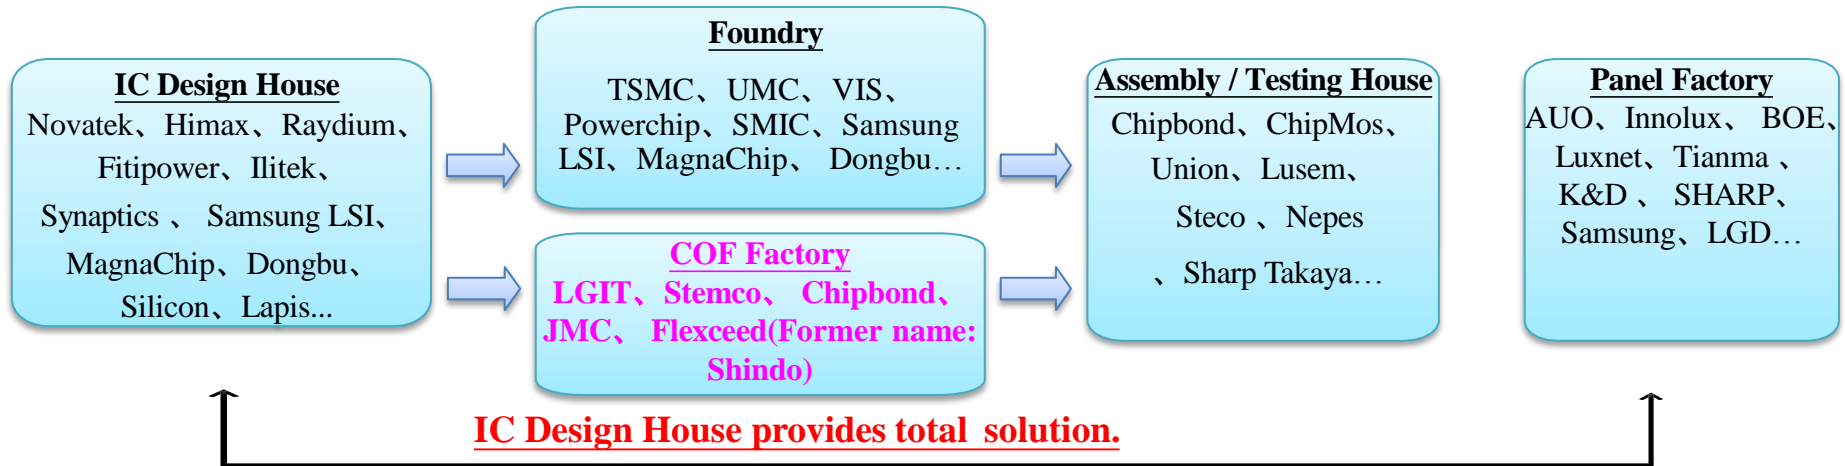 IC Design House
Novatek、Himax、Raydium、
Fitipower、Ilitek、
Synaptics 、 Samsung LSI、
MagnaChip、Dongbu、
Silicon、Lapis...
Foundry
TSMC、UMC、VIS、
Powerchip、SMIC、Samsung
LSI、MagnaChip、 Dongbu…
COF Factory
LGIT、Stemco、 Chipbond、
JMC、 Flexceed(Former name:
Shindo)
Assembly / Testing House
Chipbond、ChipMos、
Union、Lusem、
Steco 、Nepes
、Sharp Takaya…
Panel Factory
AUO、Innolux、 BOE、
Luxnet、Tianma 、
K&D 、 SHARP、
Samsung、LGD…
IC Design House provides total solution.